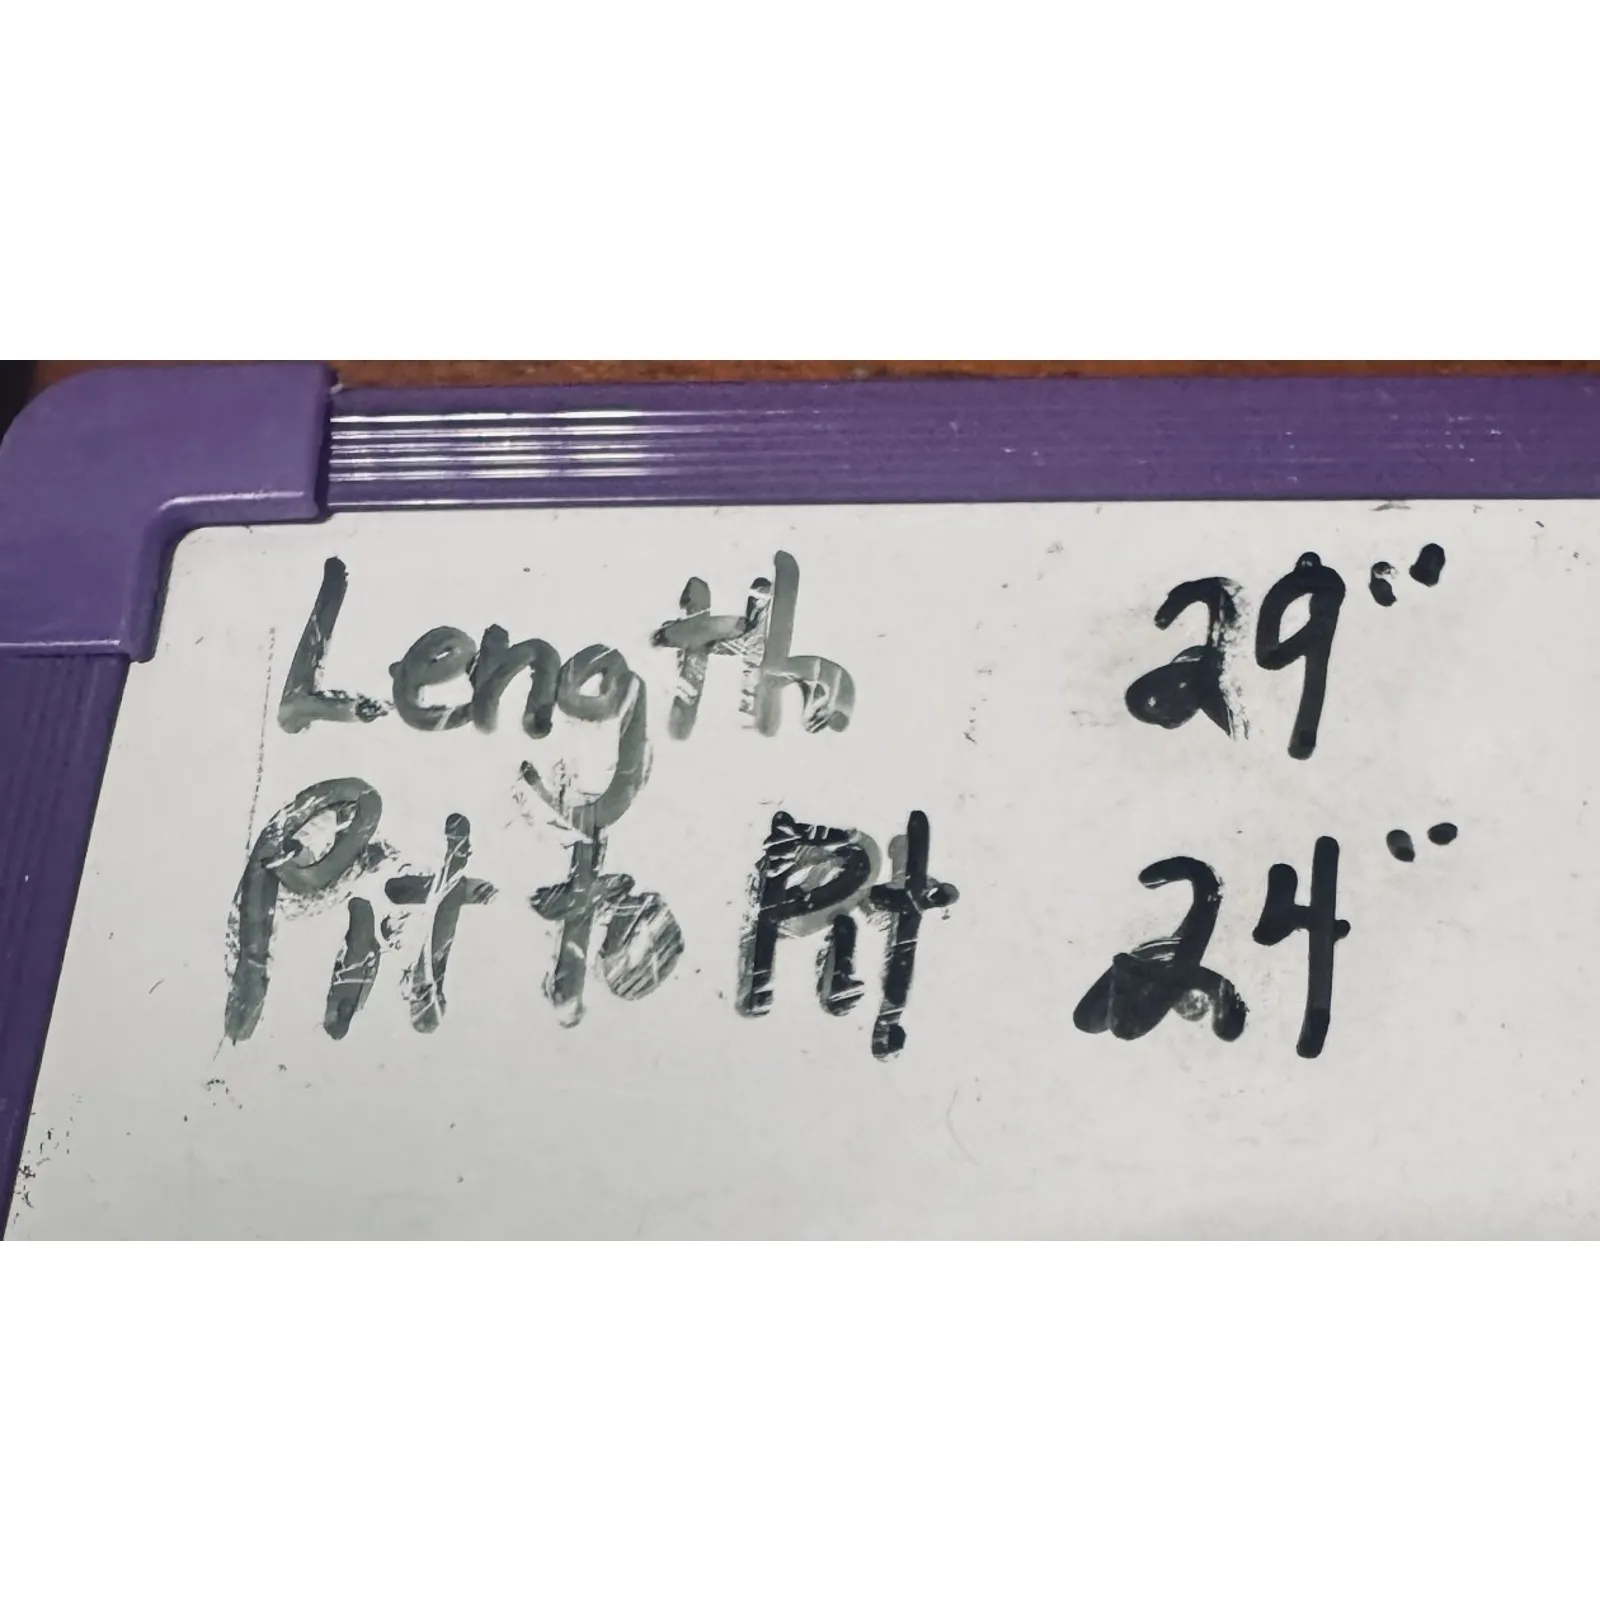 Length 29"
Pit to Pit 24"